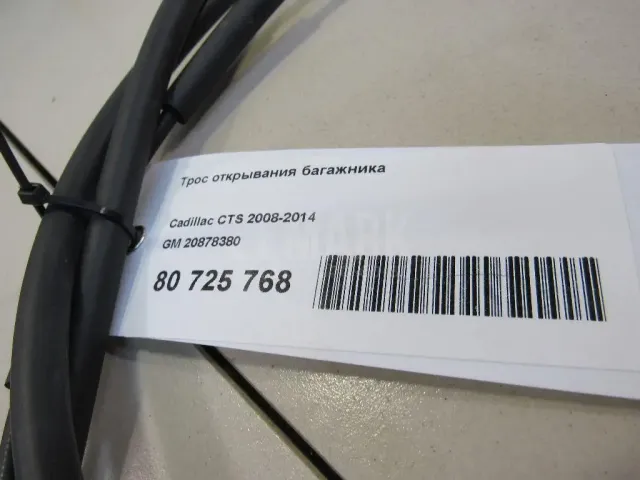 Трос открывания багажника
Cadillac CTS 2008-2014
GM 20878380
80 725 768